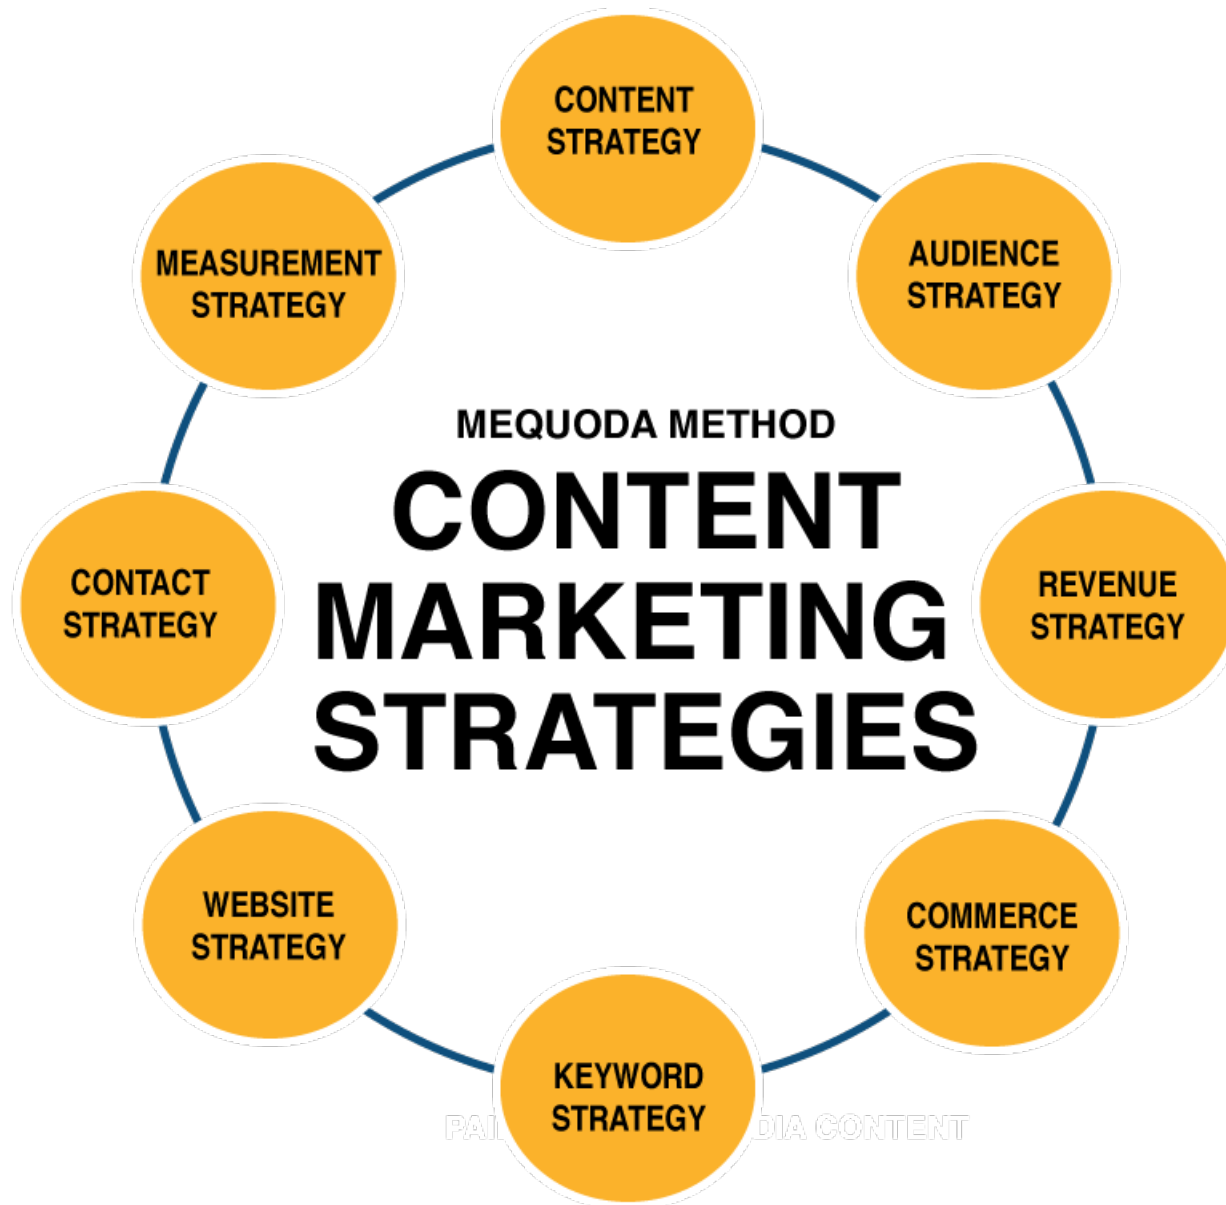 CONTENT
STRATEGY
AUDIENCE
STRATEGY
REVENUE
STRATEGY
COMMERCE
STRATEGY
KEYWORD
STRATEGY
WEBSITE
STRATEGY
CONTACT
STRATEGY
MEASUREMENT
STRATEGY
MEQUODA METHOD
CONTENT
MARKETING
STRATEGIES
CONTENT